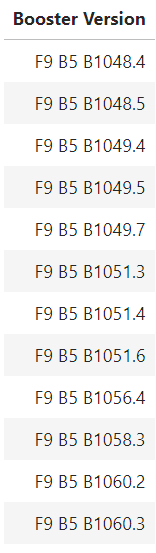 Booster Version
F9 B5 B1048.4
F9 B5 B1048.5
F9 B5 B1049.4
F9 B5 B1049.5
F9 B5 B1049.7
F9 B5 B1051.3
F9 B5 B1051.4
F9 B5 B1051.6
F9 B5 B1056.4
F9 B5 B1058.3
F9 B5 B1060.2
F9 B5 B1060.3